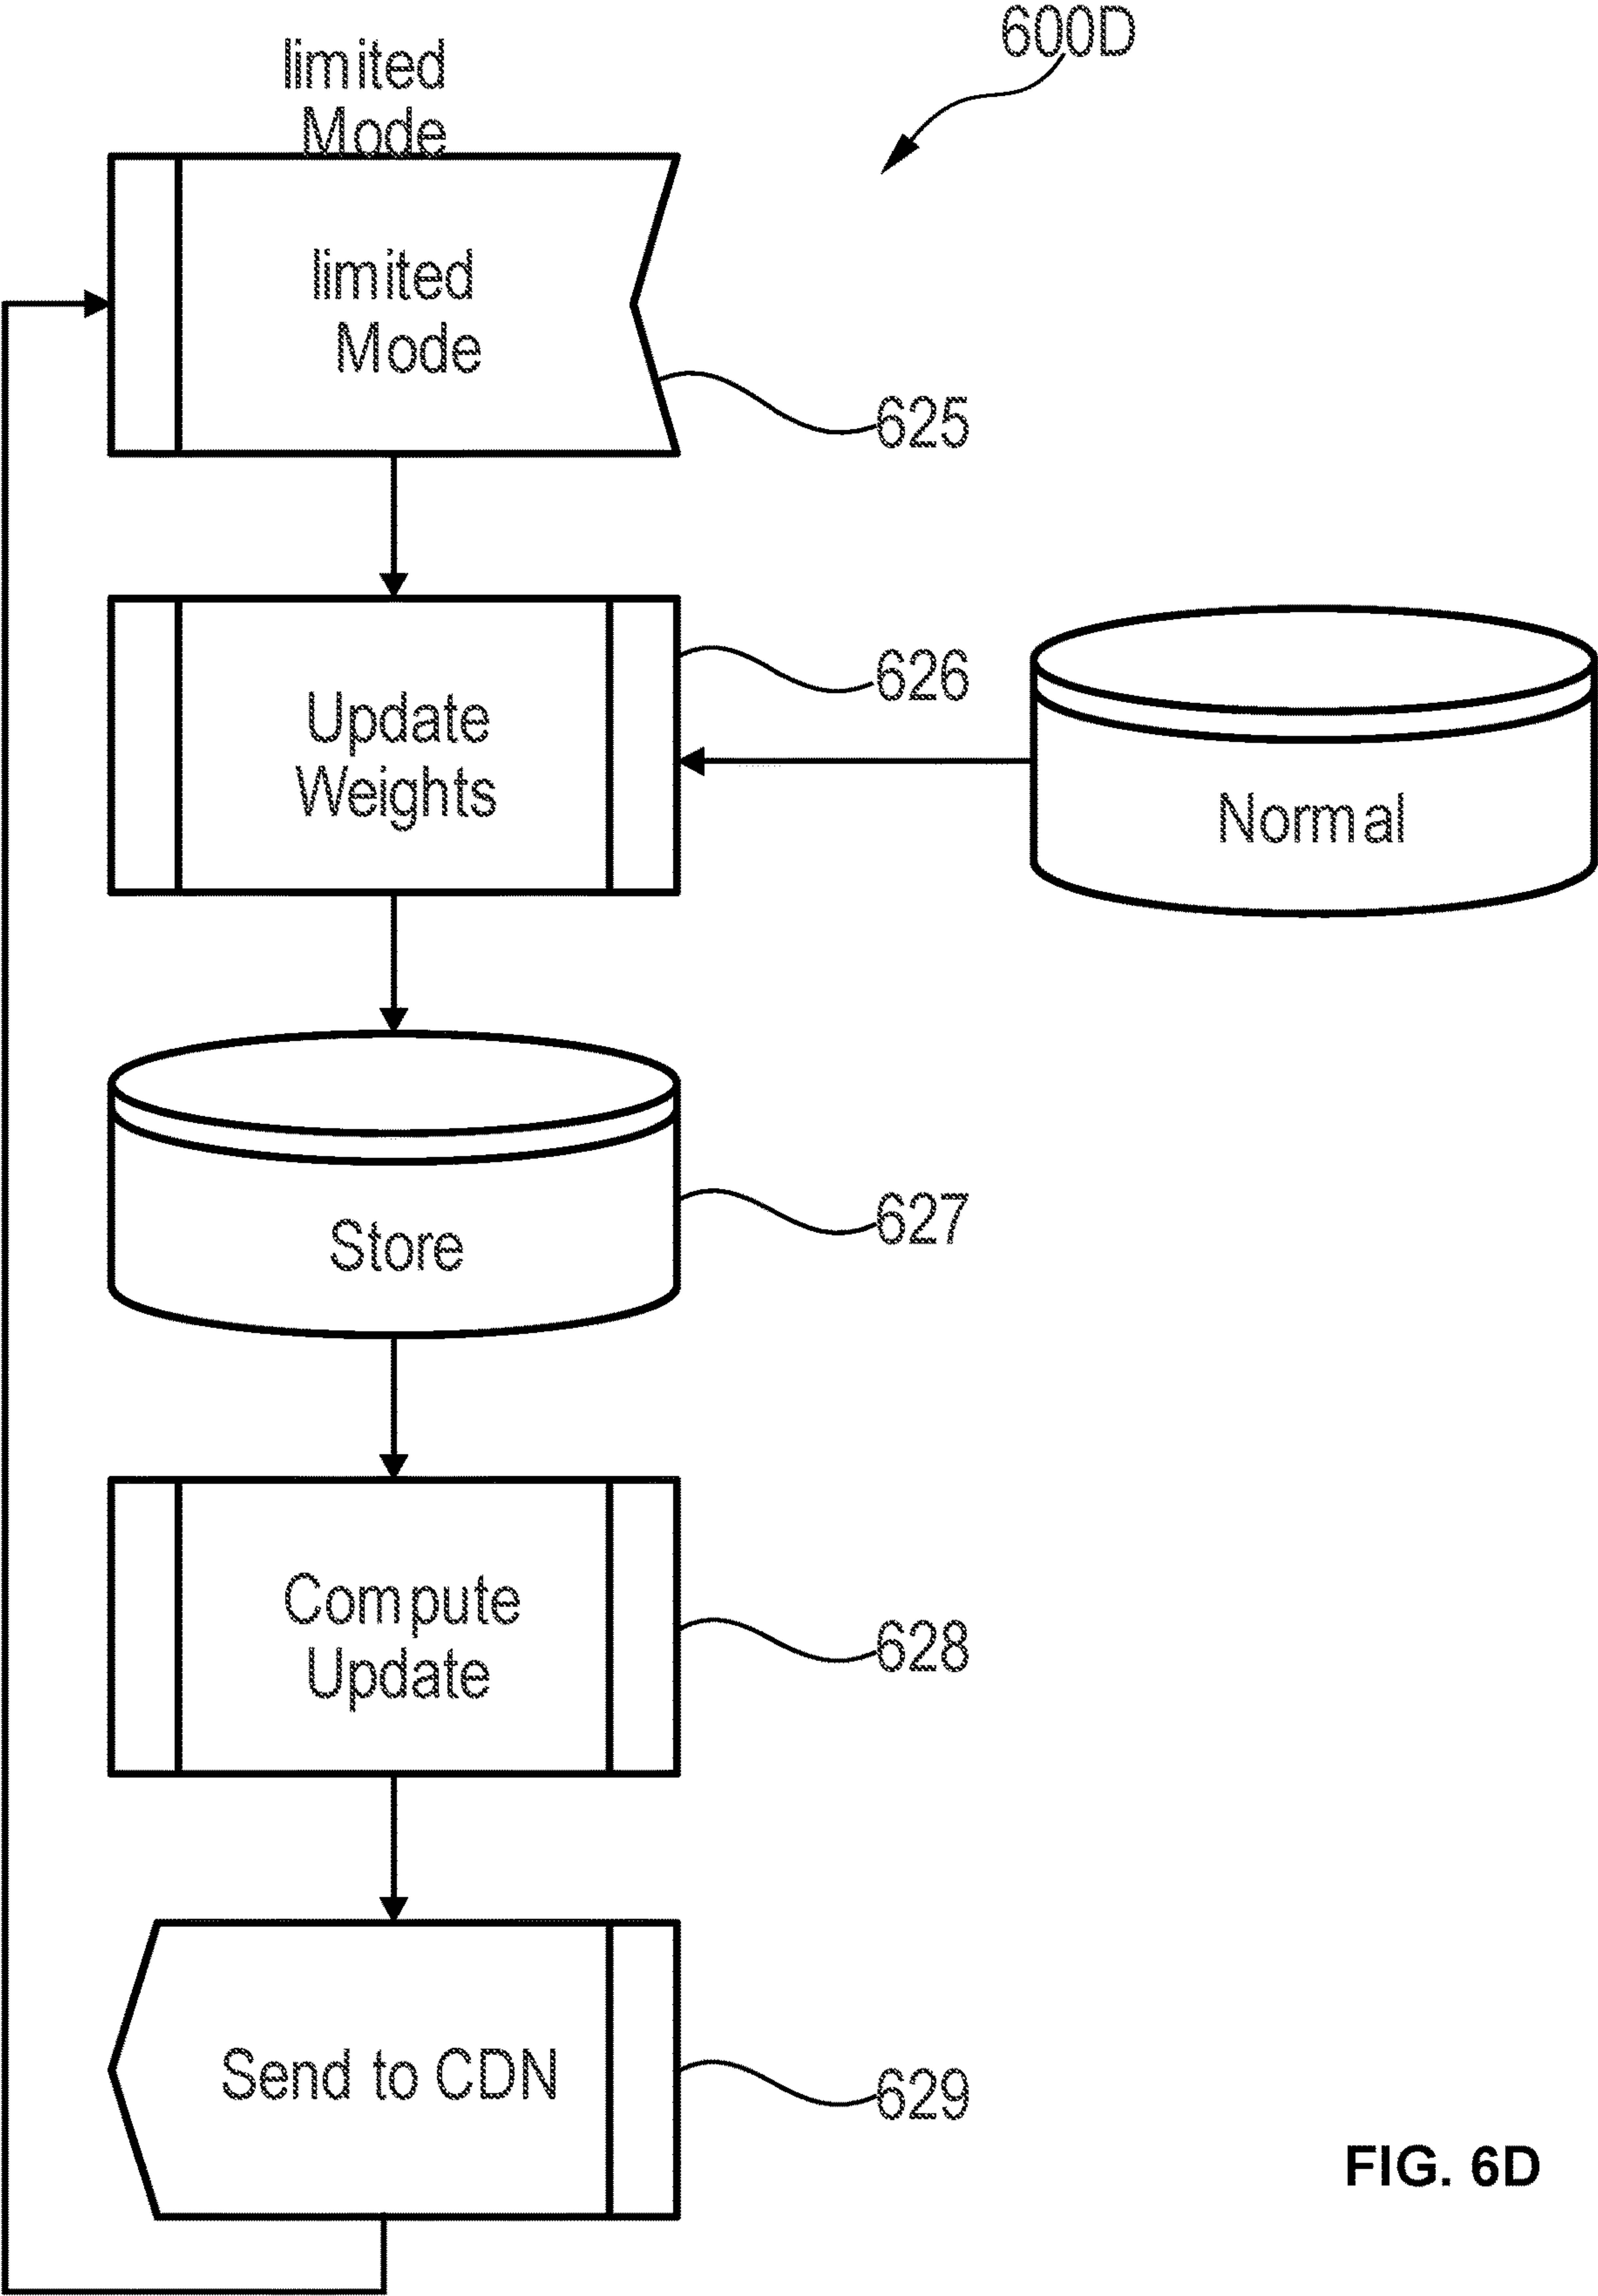 600D
limited
Mode
limited
Mode
625
626
Update
Weights
Normal
627
Store
Compute
Update
628
Send to CDN
629
FIG. 6D